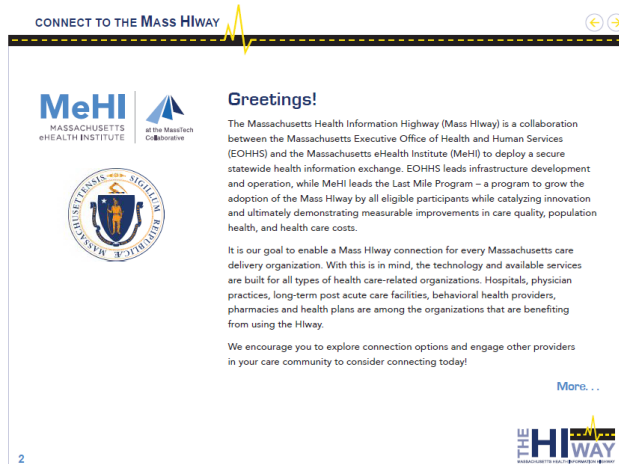 CONNECT TO THE MASS HIWAY
MeHI
MASSACHUSETTS
eHEALTH INSTITUTE
at the MassTech
Collaborative
SIGILLUM REIPUBLICÆ MASSACHUSETTENSIS
Greetings!
The Massachusetts Health Information Highway (Mass HIway) is a collaboration
between the Massachusetts Executive Office of Health and Human Services
(EOHHS) and the Massachusetts eHealth Institute (MeHI) to deploy a secure
statewide health information exchange. EOHHS leads infrastructure development
and operation, while MeHI leads the Last Mile Program – a program to grow the
adoption of the Mass HIway by all eligible participants while catalyzing innovation
and ultimately demonstrating measurable improvements in care quality, population
health, and health care costs.
It is our goal to enable a Mass HIway connection for every Massachusetts care
delivery organization. With this is in mind, the technology and available services
are built for all types of health care-related organizations. Hospitals, physician
practices, long-term post acute care facilities, behavioral health providers,
pharmacies and health plans are among the organizations that are benefiting
from using the HIway.
We encourage you to explore connection options and engage other providers
in your care community to consider connecting today!
More. . .
THE HIWAY
MASSACHUSETTS HEALTH INFORMATION HIGHWAY
2